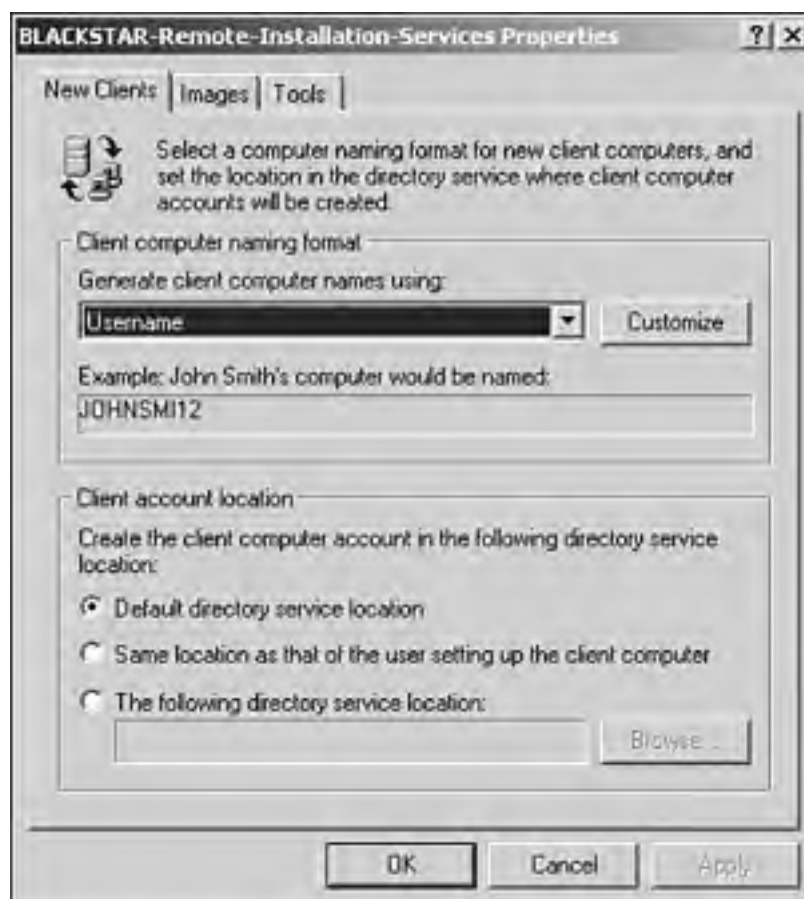 BLACKSTAR-Remote-Installation-Services Properties
New Clients
Images
Tools
Select a computer naming format for new client computers, and
set the location in the directory service where client computer
accounts will be created.
Client computer naming format
Generate client computer names using:
Username
Customize
Example: John Smith's computer would be named:
JOHNSMI12
Client account location
Create the client computer account in the following directory service
location:
Default directory service location
Same location as that of the user setting up the client computer
The following directory service location:
Browse...
OK
Cancel
Apply